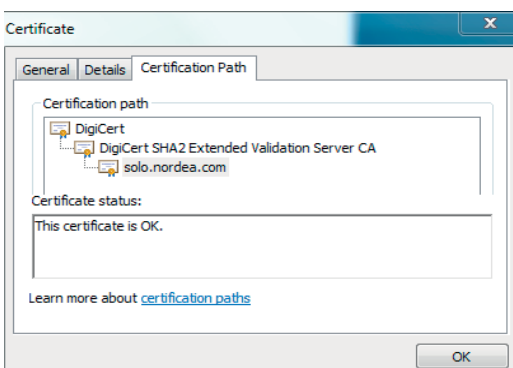 Certificate
x
General Details Certification Path
Certification path
DigiCert
DigiCert SHA2 Extended Validation Server CA
solo.nordea.com
Certificate status:
This certificate is OK.
Learn more about certification paths
OK